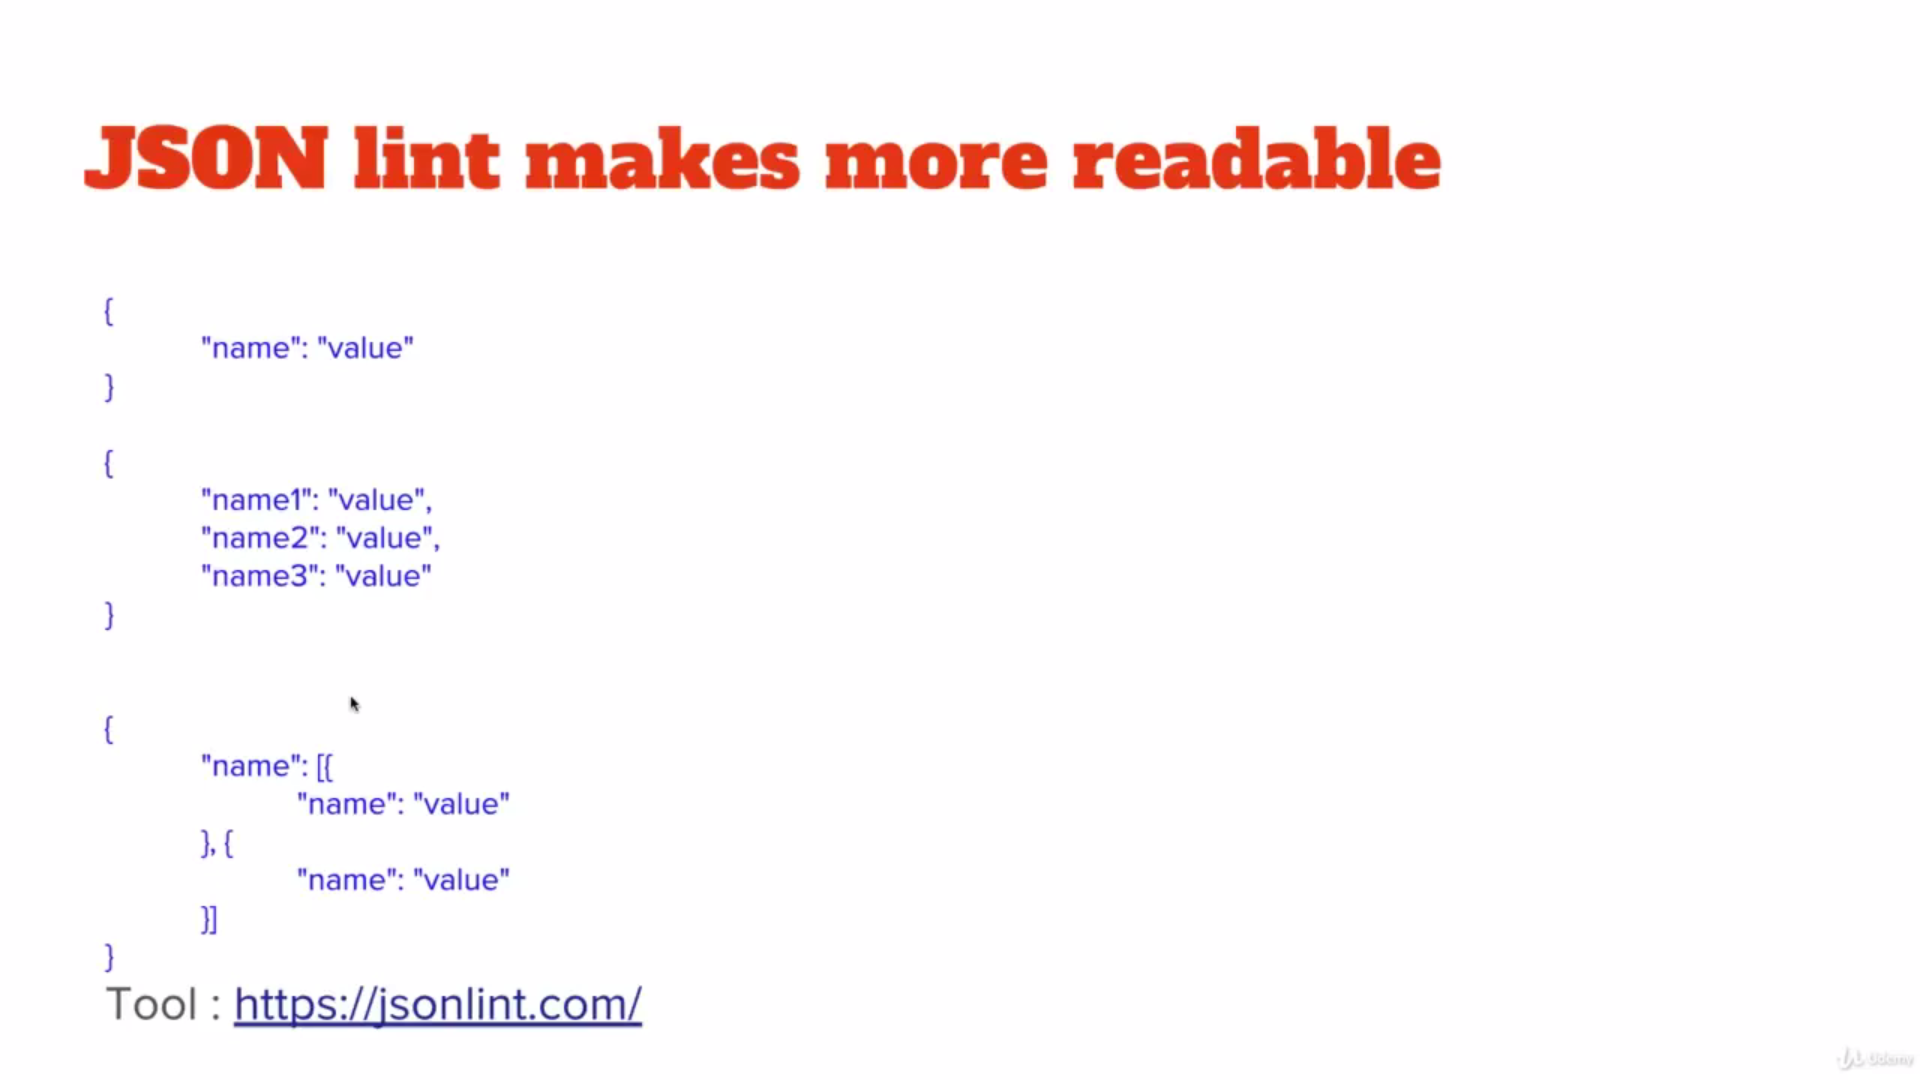 JSON lint makes more readable
{
"name": "value"
}
{
"name1": "value",
"name2": "value",
"name3": "value"
}
{
"name": [{
"name": "value"
}, {
"name": "value"
}]
}
Tool : https://jsonlint.com/
Udemy